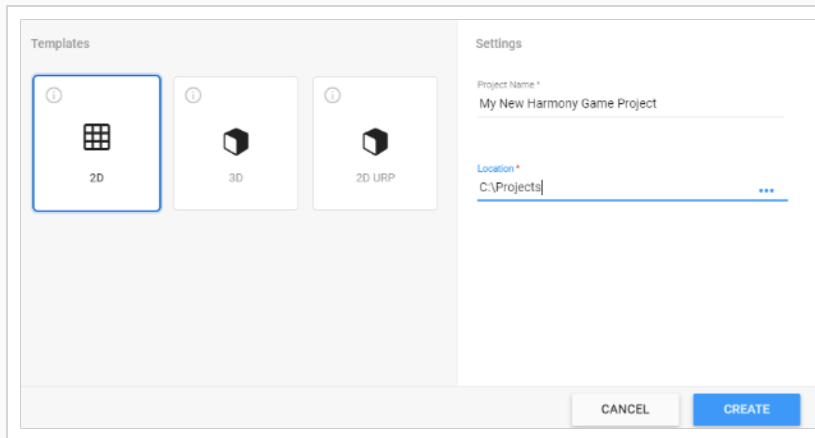 Templates
2D
3D
2D URP
Settings
Project Name *
My New Harmony Game Project
Location *
C:\Projects
CANCEL
CREATE